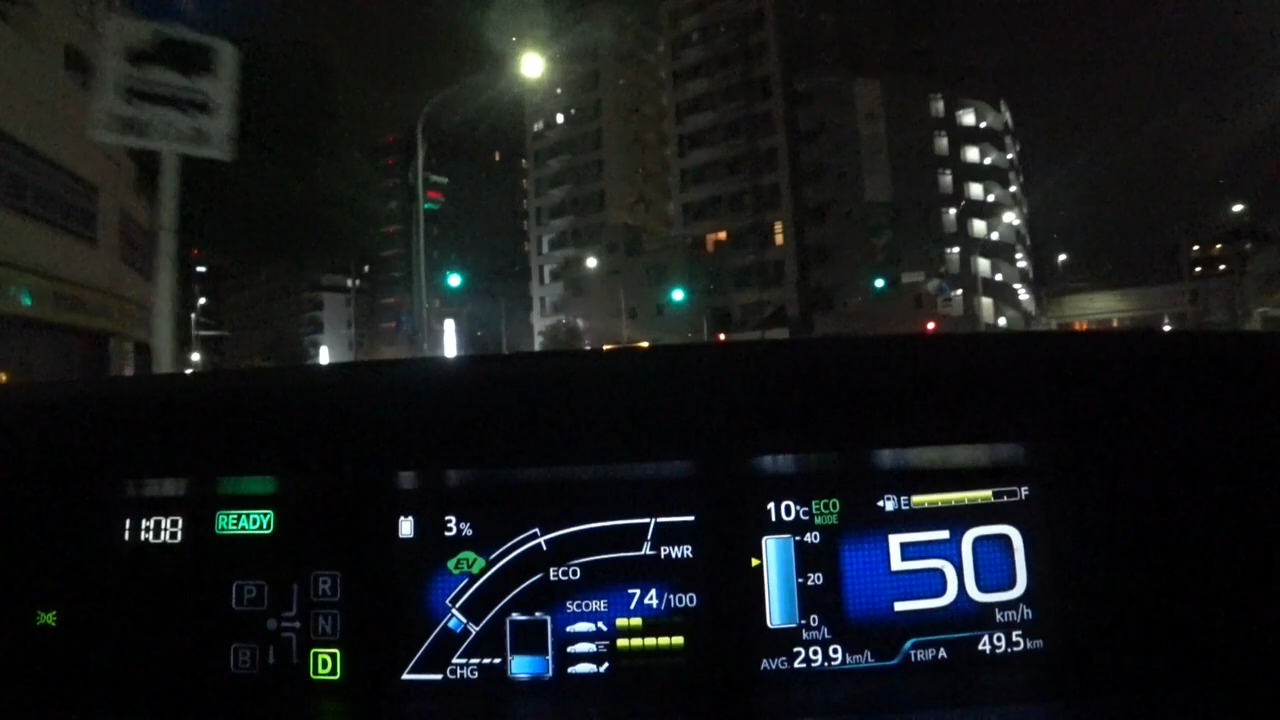 11:08
READY
P
R
N
B
D
3%
EV
PWR
ECO
SCORE 74/100
CHG
10°C ECO MODE
E F
40
20
0
km/L
50
km/h
AVG. 29.9 km/L
TRIP A 49.5 km